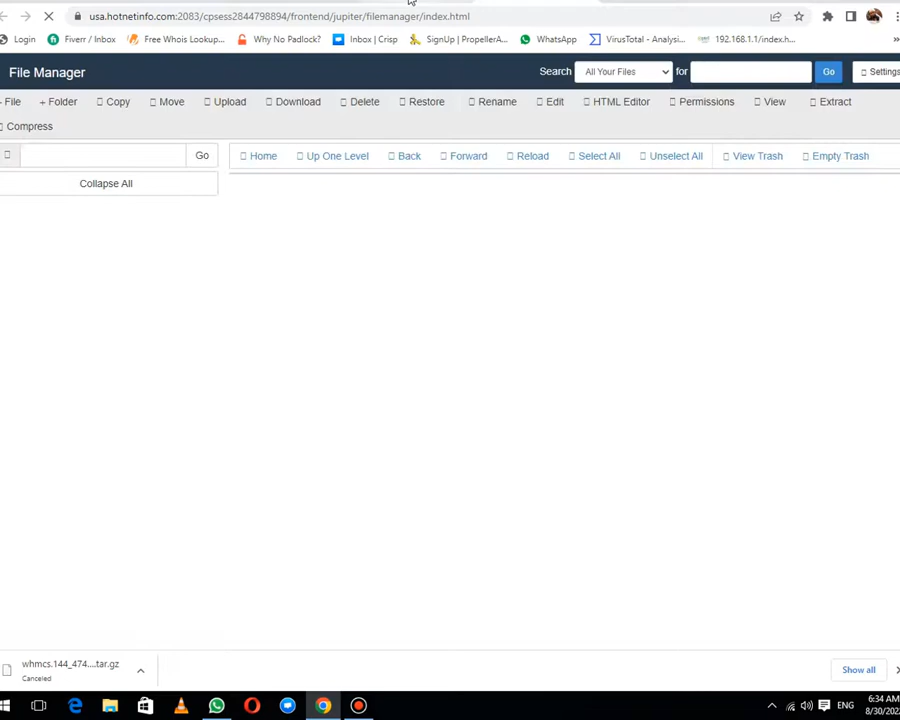 usa.hotnetinfo.com:2083/cpsess2844798894/frontend/jupiter/filemanager/index.html
Login Fiverr / Inbox Free Whois Lookup... Why No Padlock? Inbox | Crisp SignUp | PropellerA... WhatsApp VirusTotal - Analysi... 192.168.1.1/index.h... »
File Manager Search All Your Files for Go Settings
+ File + Folder Copy Move Upload Download Delete Restore Rename Edit HTML Editor Permissions View Extract
Compress
Go Home Up One Level Back Forward Reload Select All Unselect All View Trash Empty Trash
Collapse All
whmcs.144_474....tar.gz
Canceled
Show all
ENG
6:34 AM
8/30/202